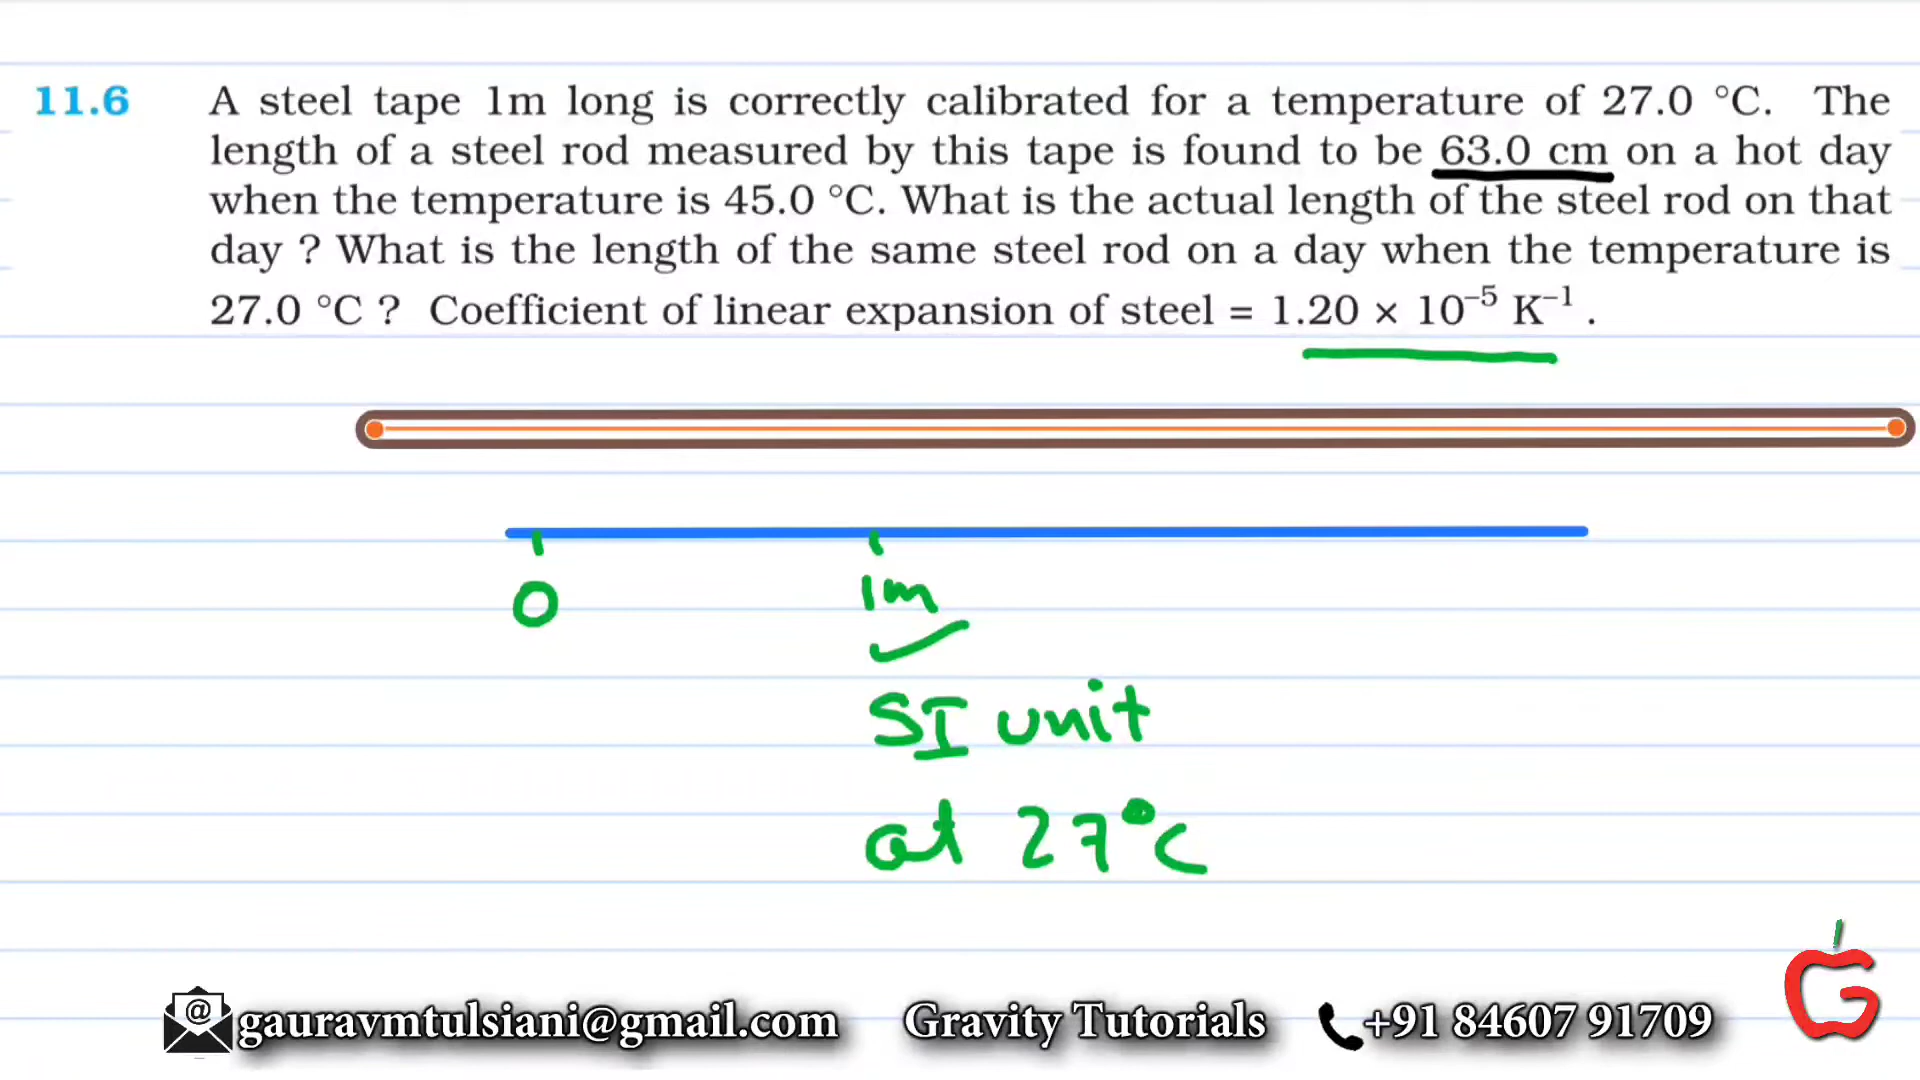 11.6 A steel tape 1m long is correctly calibrated for a temperature of 27.0 °C. The
length of a steel rod measured by this tape is found to be 63.0 cm on a hot day
when the temperature is 45.0 °C. What is the actual length of the steel rod on that
day ? What is the length of the same steel rod on a day when the temperature is
27.0 °C ? Coefficient of linear expansion of steel = 1.20 × 10⁻⁵ K⁻¹ .
0 1m
SI unit
at 27°C
gauravmtulsiani@gmail.com Gravity Tutorials +91 84607 91709
G